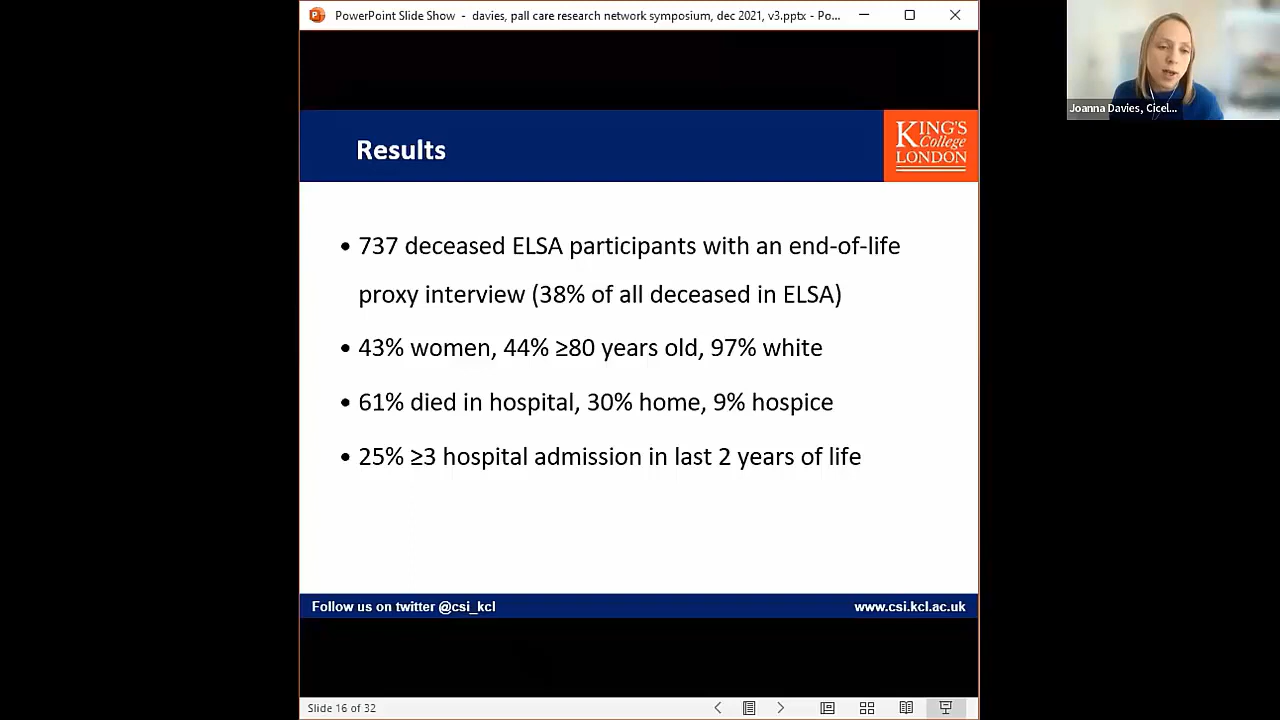 PowerPoint Slide Show - davies, pall care research network symposium, dec 2021, v3.pptx - Po...
Joanna Davies, Cicel...
Results
KING'S
College
LONDON
• 737 deceased ELSA participants with an end-of-life
proxy interview (38% of all deceased in ELSA)
• 43% women, 44% ≥80 years old, 97% white
• 61% died in hospital, 30% home, 9% hospice
• 25% ≥3 hospital admission in last 2 years of life
Follow us on twitter @csi_kcl
www.csi.kcl.ac.uk
Slide 16 of 32